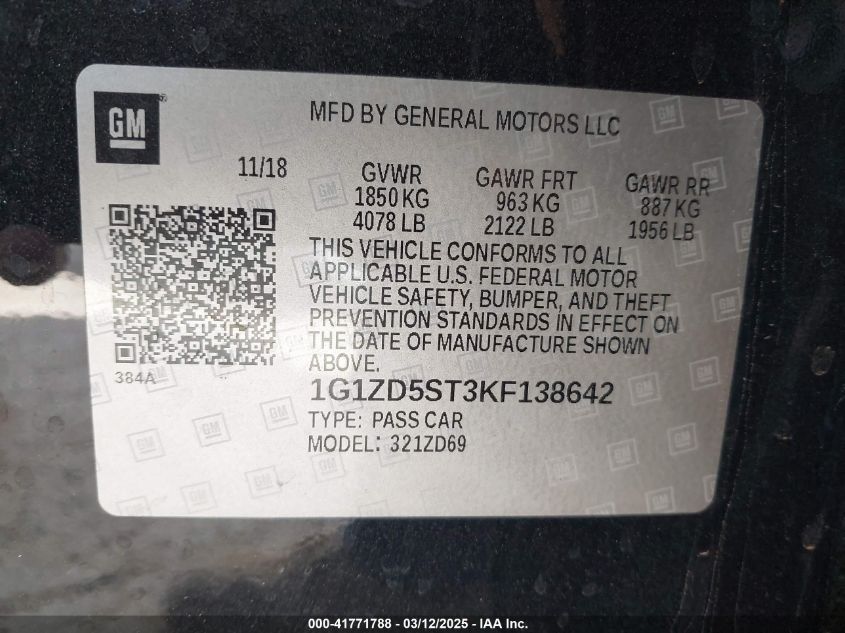 GM
MFD BY GENERAL MOTORS LLC
11/18
GVWR
1850 KG
4078 LB
GAWR FRT
963 KG
2122 LB
GAWR RR
887 KG
1956 LB
THIS VEHICLE CONFORMS TO ALL
APPLICABLE U.S. FEDERAL MOTOR
VEHICLE SAFETY, BUMPER, AND THEFT
PREVENTION STANDARDS IN EFFECT ON
THE DATE OF MANUFACTURE SHOWN
ABOVE.
384A
1G1ZD5ST3KF138642
TYPE: PASS CAR
MODEL: 321ZD69
000-41771788 - 03/12/2025 - IAA Inc.